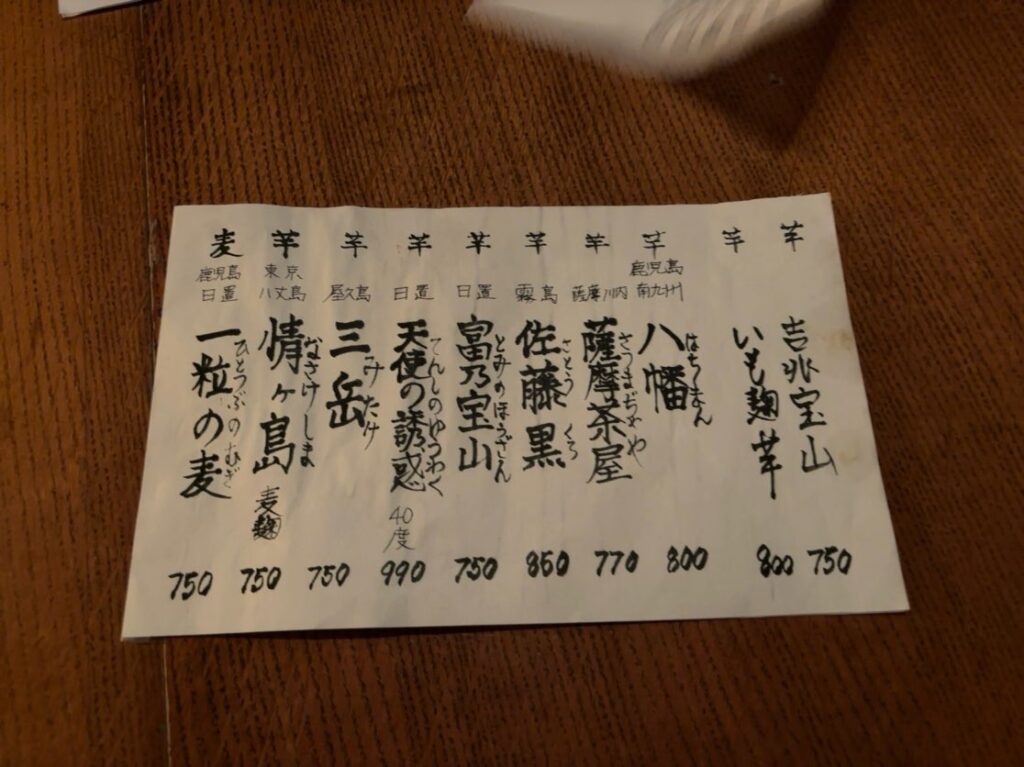 芋
吉兆宝山
750
芋
いも麹芋
800
芋
鹿児島
南九州
八幡
はちまん
800
芋
薩摩川内
薩摩茶屋
さつまぢゃや
770
芋
霧島
佐藤黒
さとうくろ
850
芋
日置
富乃宝山
とみのほうざん
750
芋
日置
天使の誘惑
てんしのゆうわく
40度
990
芋
屋久島
三岳
みたけ
750
芋
東京
八丈島
情ヶ島
なさけしま
麦麹
750
麦
鹿児島
日置
一粒の麦
ひとつぶのむぎ
750